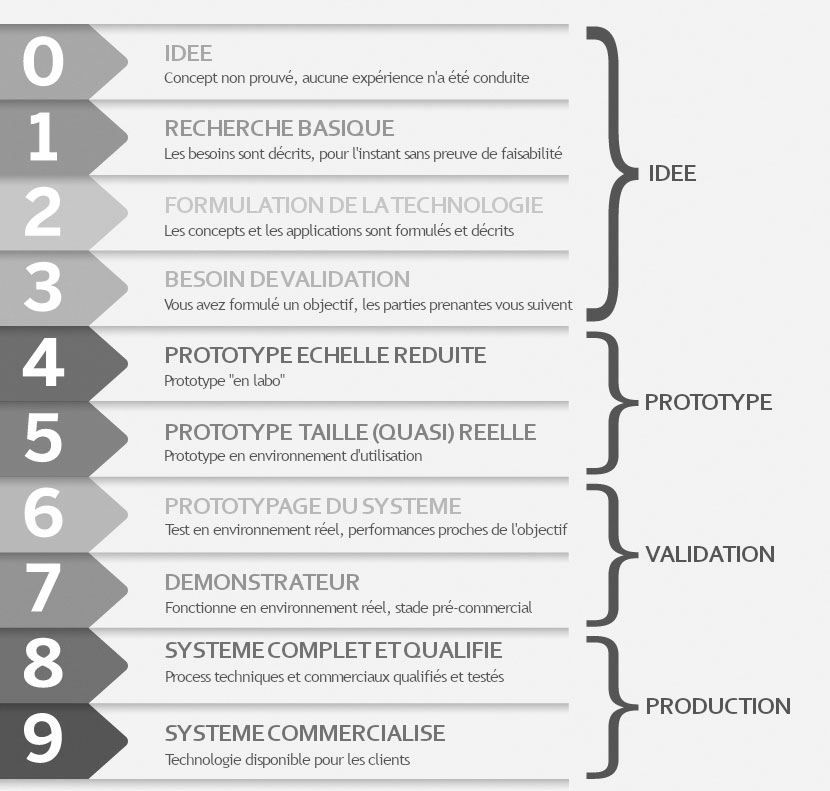 0
IDEE
Concept non prouvé, aucune expérience n'a été conduite
1
RECHERCHE BASIQUE
Les besoins sont décrits, pour l'instant sans preuve de faisabilité
2
FORMULATION DE LA TECHNOLOGIE
Les concepts et les applications sont formulés et décrits
3
BESOIN DE VALIDATION
Vous avez formulé un objectif, les parties prenantes vous suivent
IDEE
4
PROTOTYPE ECHELLE REDUITE
Prototype "en labo"
5
PROTOTYPE TAILLE (QUASI) REELLE
Prototype en environnement d'utilisation
PROTOTYPE
6
PROTOTYPAGE DU SYSTEME
Test en environnement réel, performances proches de l'objectif
7
DEMONSTRATEUR
Fonctionne en environnement réel, stade pré-commercial
VALIDATION
8
SYSTEME COMPLET ET QUALIFIE
Process techniques et commerciaux qualifiés et testés
9
SYSTEME COMMERCIALISE
Technologie disponible pour les clients
PRODUCTION